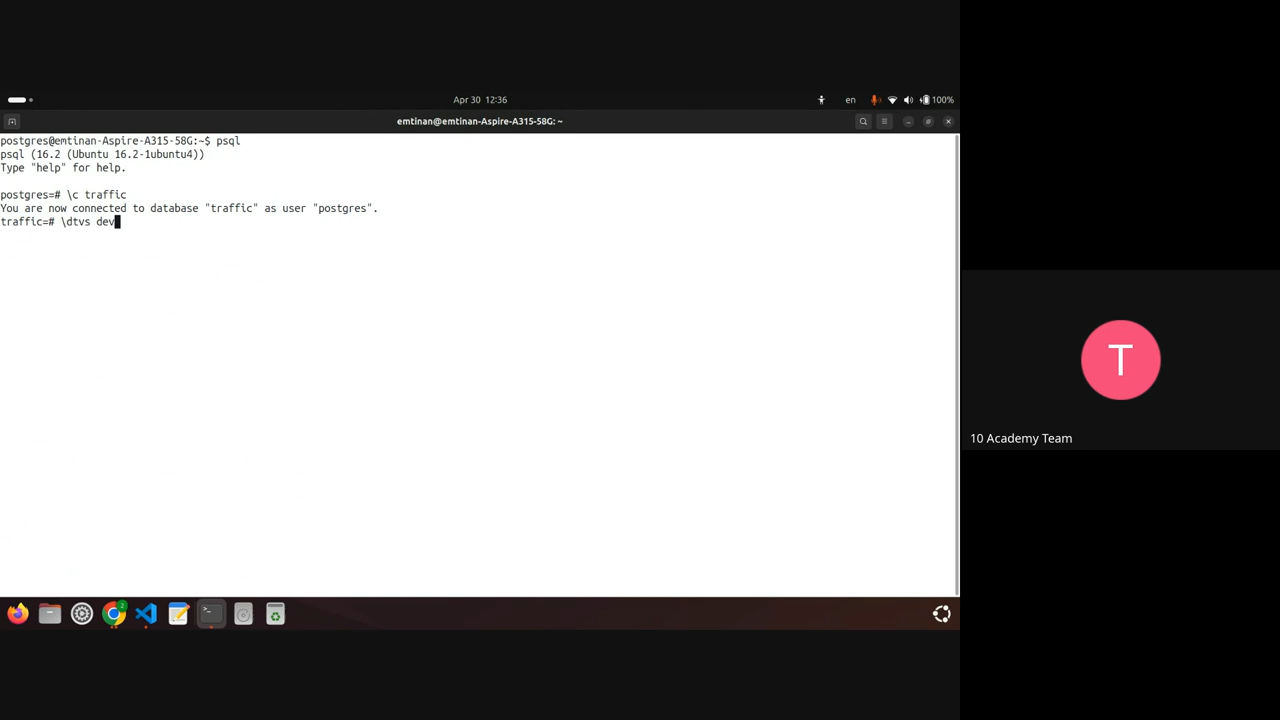 Apr 30 12:36
en
100%
emtinan@emtinan-Aspire-A315-58G: ~
postgres@emtinan-Aspire-A315-58G:~$ psql
psql (16.2 (Ubuntu 16.2-1ubuntu4))
Type "help" for help.
postgres=# \c traffic
You are now connected to database "traffic" as user "postgres".
traffic=# \dtvs dev
T
10 Academy Team
2